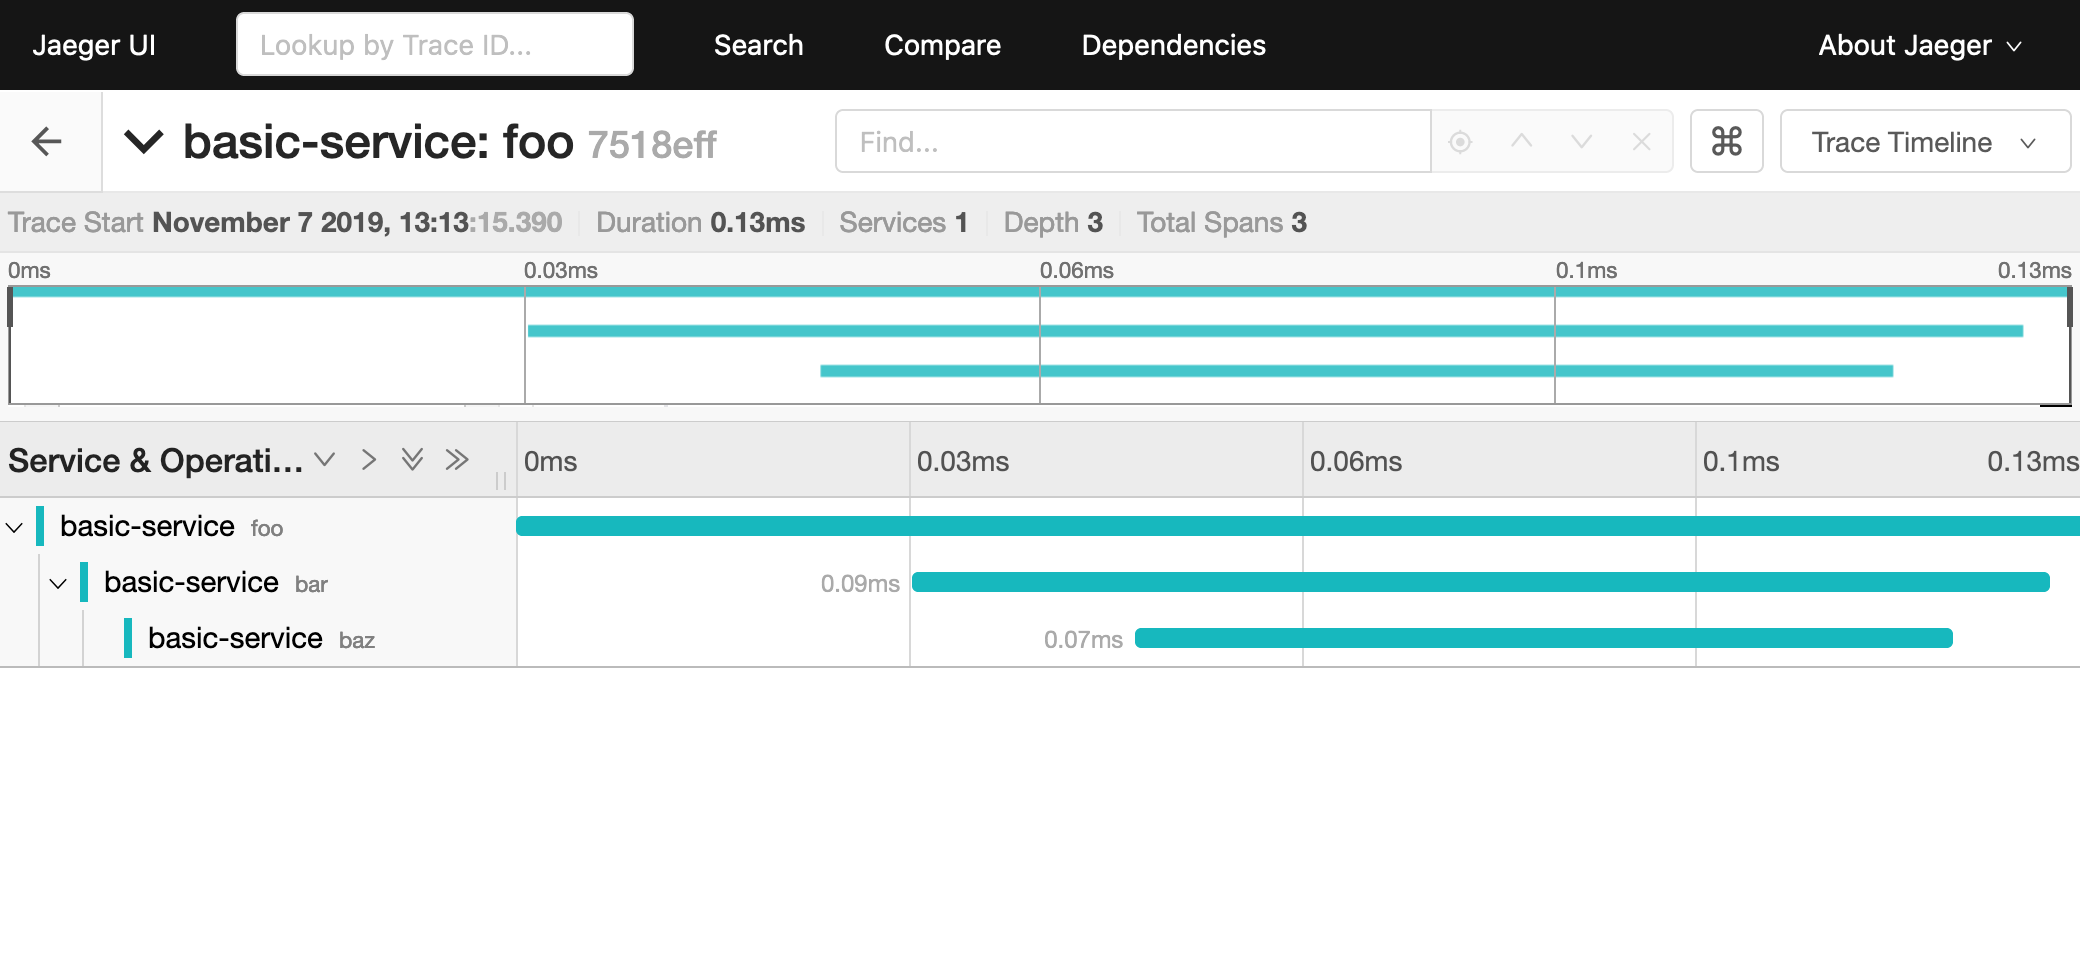 Jaeger UI Lookup by Trace ID... Search Compare Dependencies About Jaeger
basic-service: foo 7518eff Find... ⌘ Trace Timeline
Trace Start November 7 2019, 13:13:15.390 Duration 0.13ms Services 1 Depth 3 Total Spans 3
0ms 0.03ms 0.06ms 0.1ms 0.13ms
Service & Operati... 0ms 0.03ms 0.06ms 0.1ms 0.13ms
basic-service foo
basic-service bar 0.09ms
basic-service baz 0.07ms